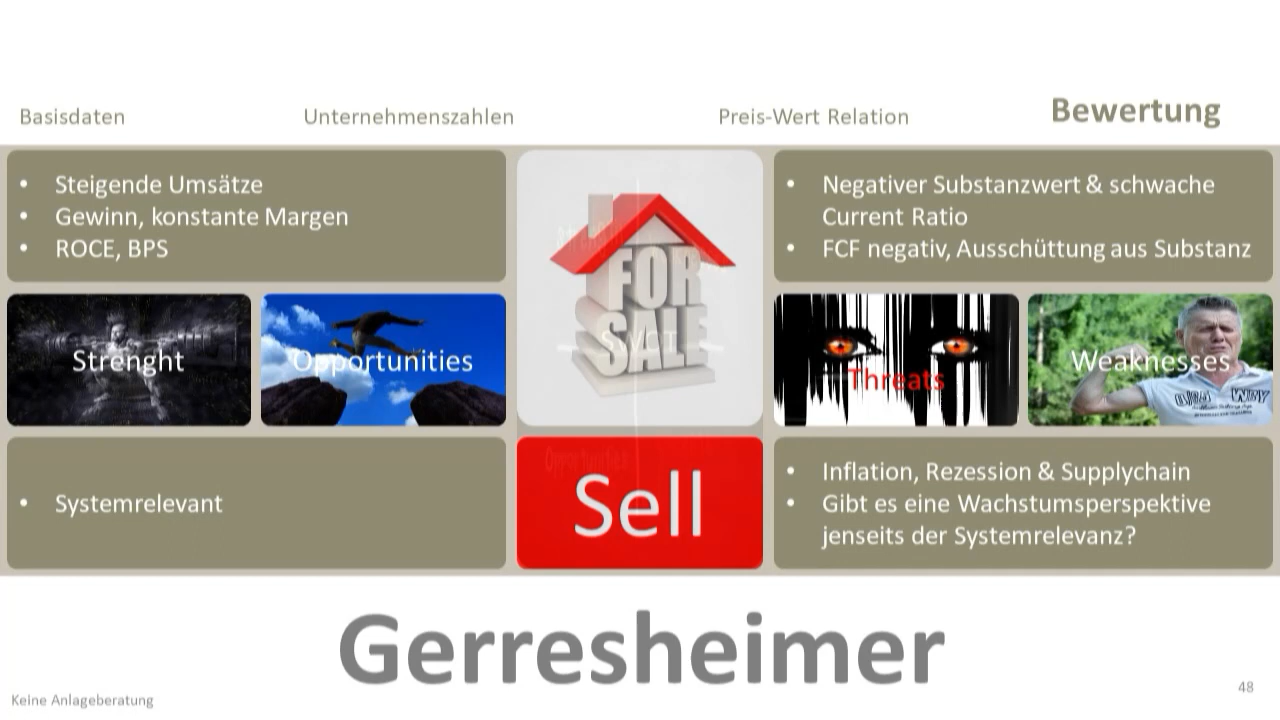 Basisdaten
Unternehmenszahlen
Preis-Wert Relation
Bewertung
• Steigende Umsätze
• Gewinn, konstante Margen
• ROCE, BPS
FOR
SALE
• Negativer Substanzwert & schwache
Current Ratio
• FCF negativ, Ausschüttung aus Substanz
Strenght
Opportunities
Threats
Weaknesses
• Systemrelevant
Sell
• Inflation, Rezession & Supplychain
• Gibt es eine Wachstumsperspektive
jenseits der Systemrelevanz?
Gerresheimer
Keine Anlageberatung
48